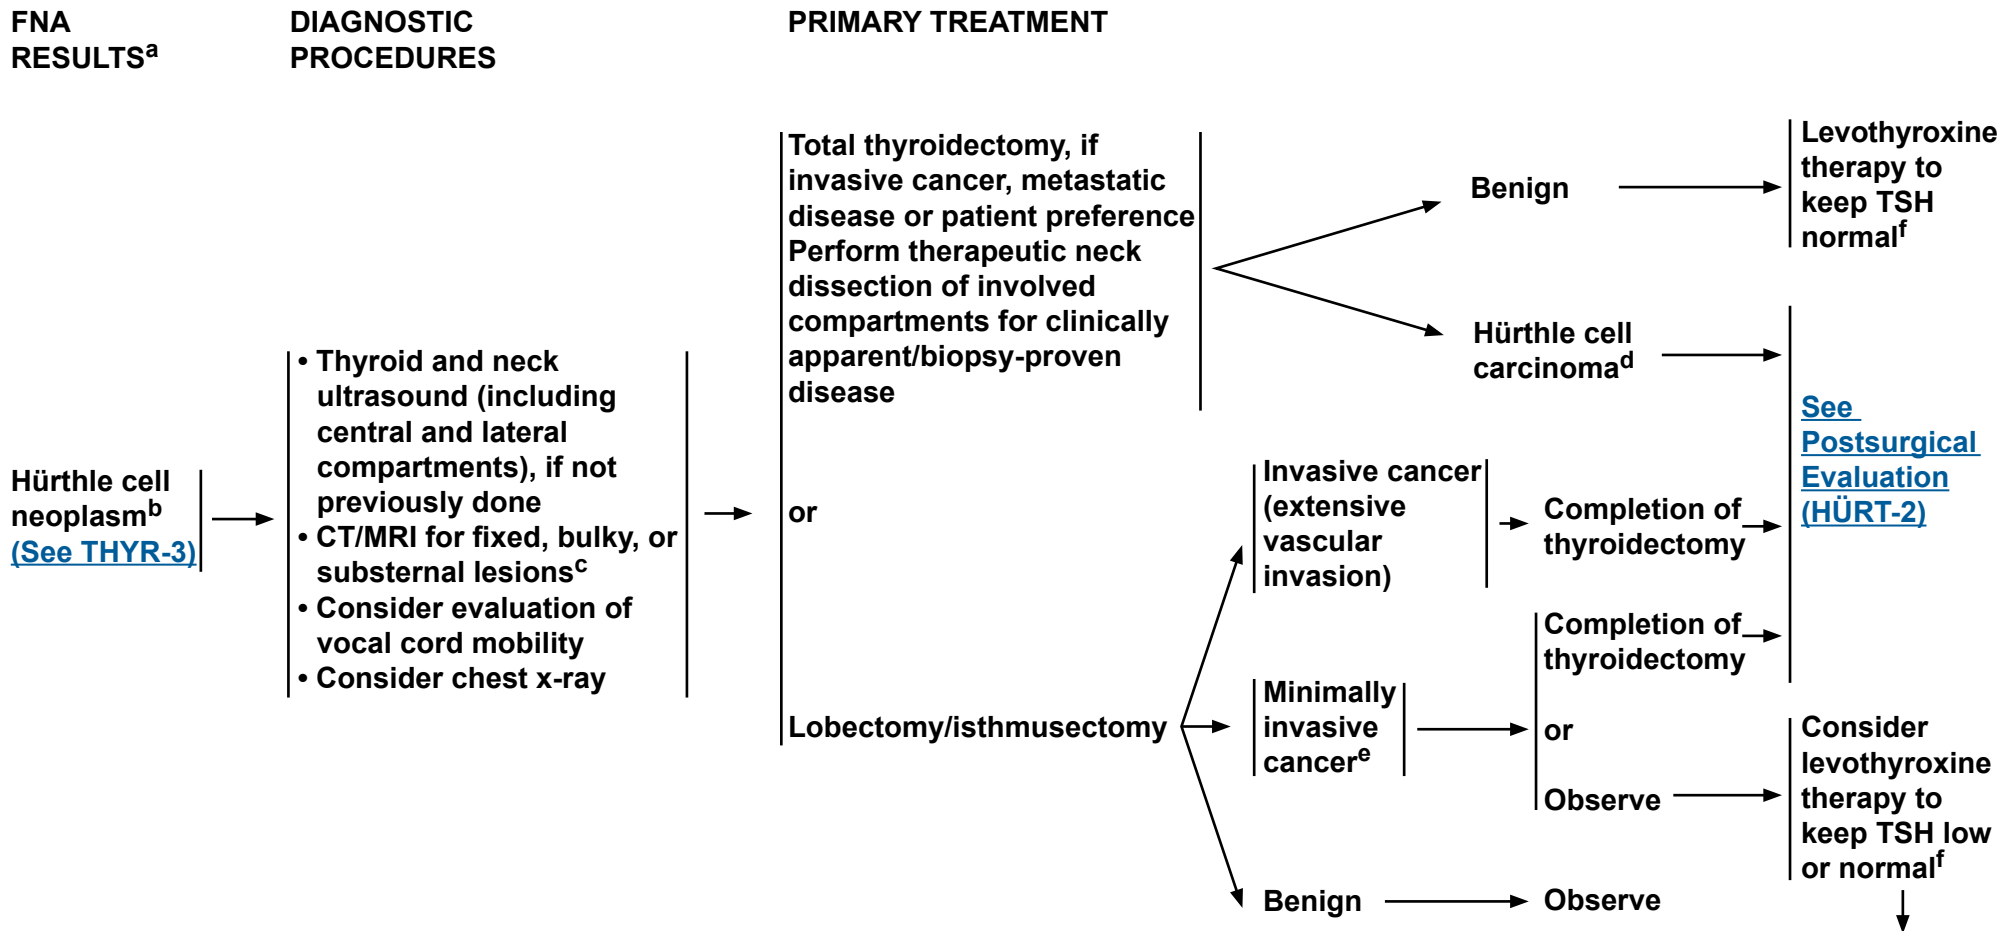 FNA
RESULTSa
DIAGNOSTIC
PROCEDURES
PRIMARY TREATMENT
Hürthle cell
neoplasmb
(See THYR-3)
• Thyroid and neck
ultrasound (including
central and lateral
compartments), if not
previously done
• CT/MRI for fixed, bulky, or
substernal lesionsc
• Consider evaluation of
vocal cord mobility
• Consider chest x-ray
Total thyroidectomy, if
invasive cancer, metastatic
disease or patient preference
Perform therapeutic neck
dissection of involved
compartments for clinically
apparent/biopsy-proven
disease
or
Lobectomy/isthmusectomy
Benign
Levothyroxine
therapy to
keep TSH
normalf
Hürthle cell
carcinomad
See
Postsurgical
Evaluation
(HÜRT-2)
Invasive cancer
(extensive
vascular
invasion)
Completion of
thyroidectomy
Minimally
invasive
cancere
Completion of
thyroidectomy
or
Observe
Consider
levothyroxine
therapy to
keep TSH low
or normalf
Benign
Observe